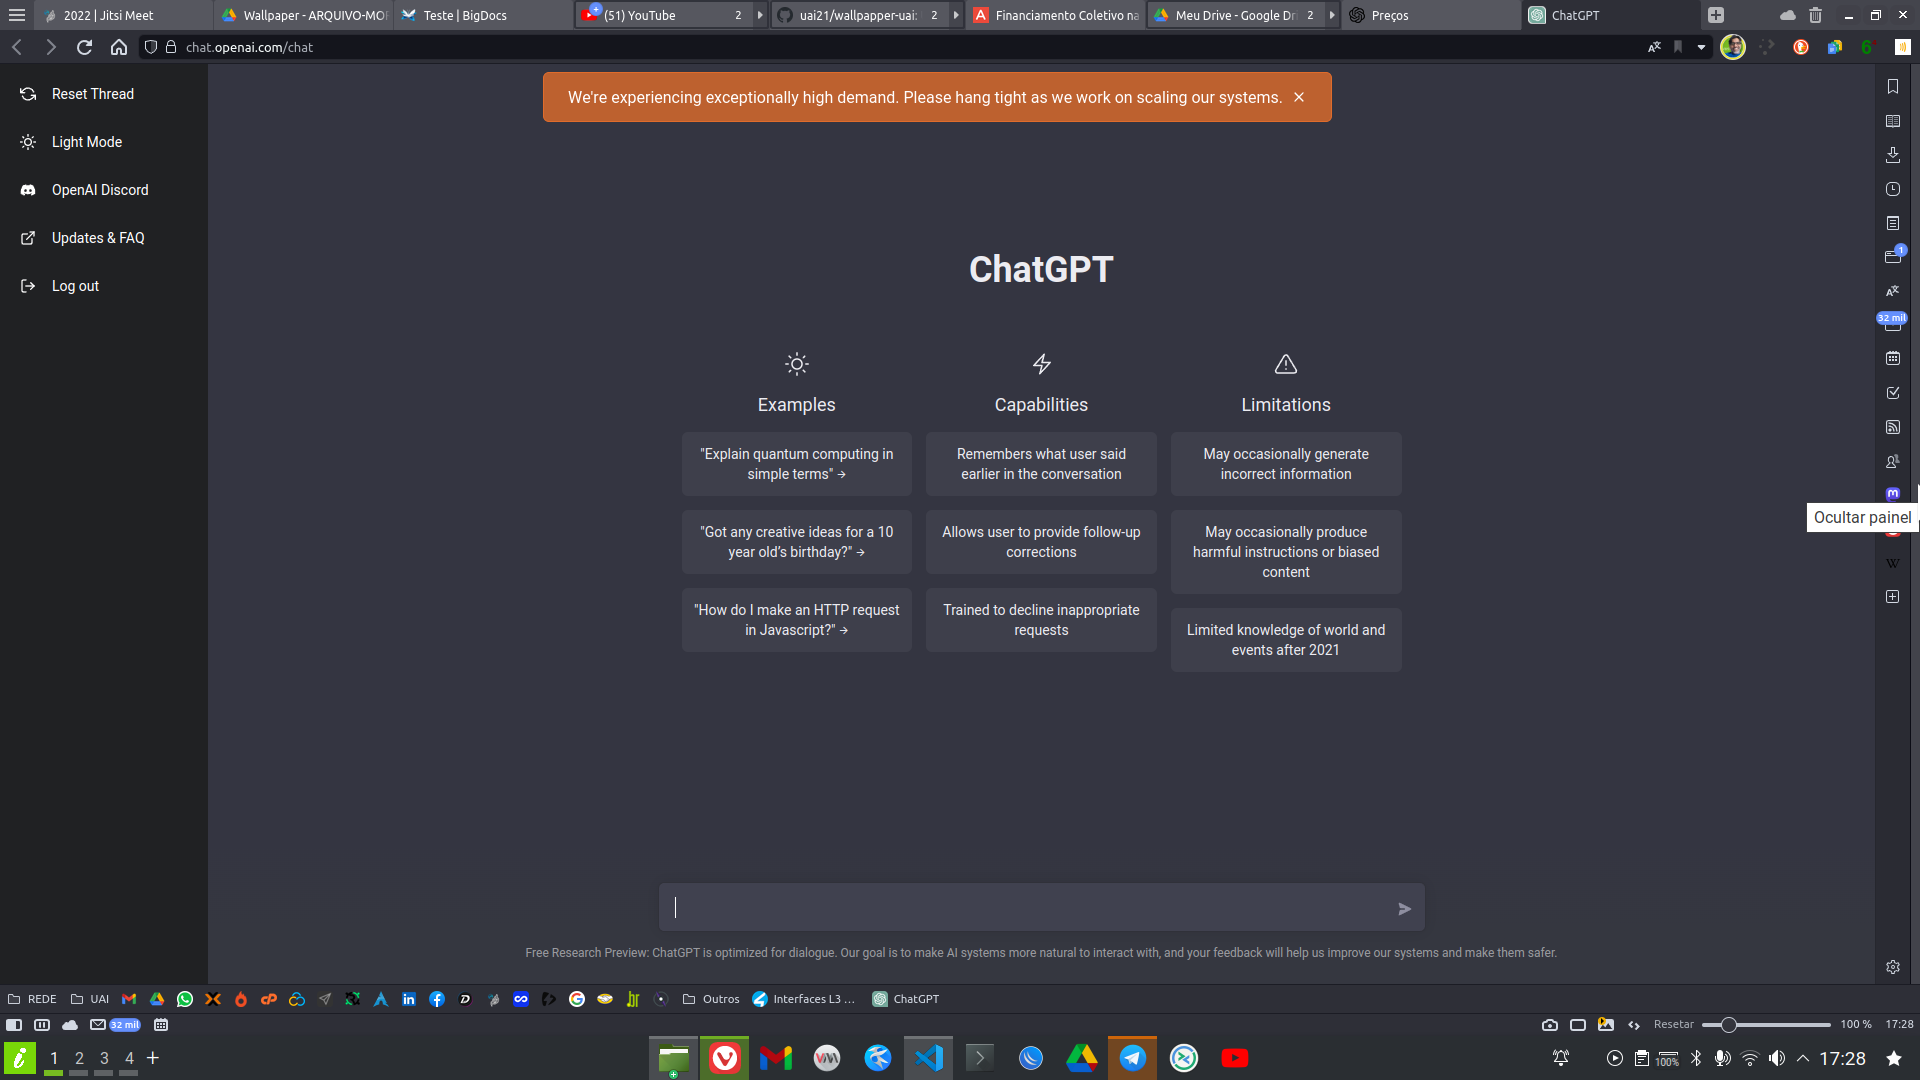 2022 | Jitsi Meet
Wallpaper - ARQUIVO-MOR
Teste | BigDocs
(51) YouTube 2
uai21/wallpapper-uai: 2
Financiamento Coletivo na
Meu Drive - Google Dri 2
Preços
ChatGPT
chat.openai.com/chat
6
Reset Thread
Light Mode
OpenAI Discord
Updates & FAQ
Log out
We're experiencing exceptionally high demand. Please hang tight as we work on scaling our systems.
ChatGPT
Examples
"Explain quantum computing in
simple terms" →
"Got any creative ideas for a 10
year old's birthday?" →
"How do I make an HTTP request
in Javascript?" →
Capabilities
Remembers what user said
earlier in the conversation
Allows user to provide follow-up
corrections
Trained to decline inappropriate
requests
Limitations
May occasionally generate
incorrect information
May occasionally produce
harmful instructions or biased
content
Limited knowledge of world and
events after 2021
1
32 mil
Ocultar painel
W
Free Research Preview: ChatGPT is optimized for dialogue. Our goal is to make AI systems more natural to interact with, and your feedback will help us improve our systems and make them safer.
REDE
UAI
Outros
Interfaces L3 ...
ChatGPT
32 mil
Resetar
100 %
17:28
1 2 3 4 +
100%
17:28